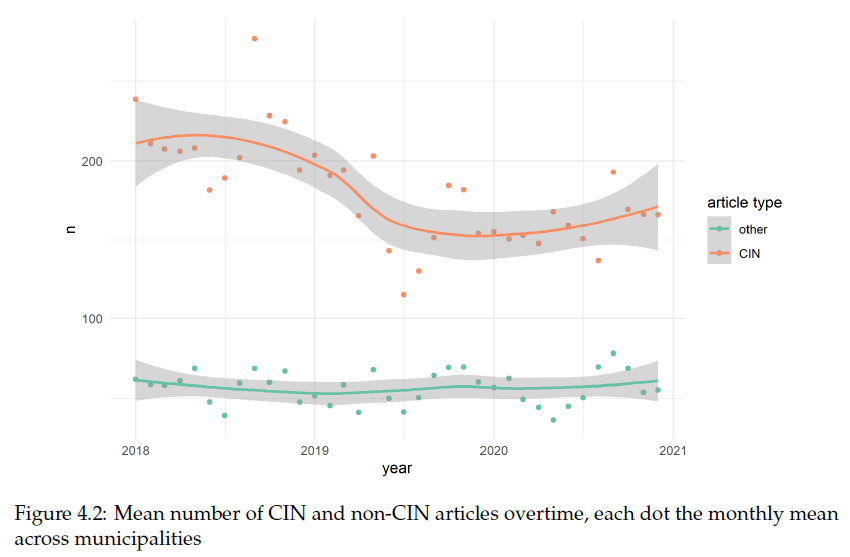 200
100
n
2018 2019 2020 2021
year
article type
other
CIN
Figure 4.2: Mean number of CIN and non-CIN articles overtime, each dot the monthly mean
across municipalities